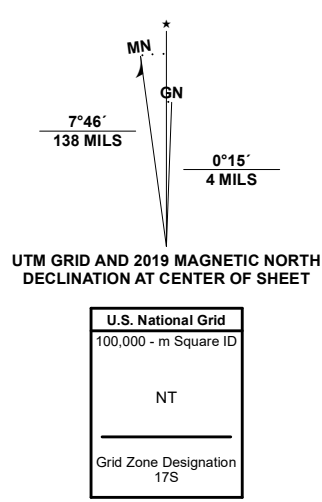 MN
GN
7°46´
138 MILS
0°15´
4 MILS
UTM GRID AND 2019 MAGNETIC NORTH
DECLINATION AT CENTER OF SHEET
U.S. National Grid
100,000 - m Square ID
NT
Grid Zone Designation
17S